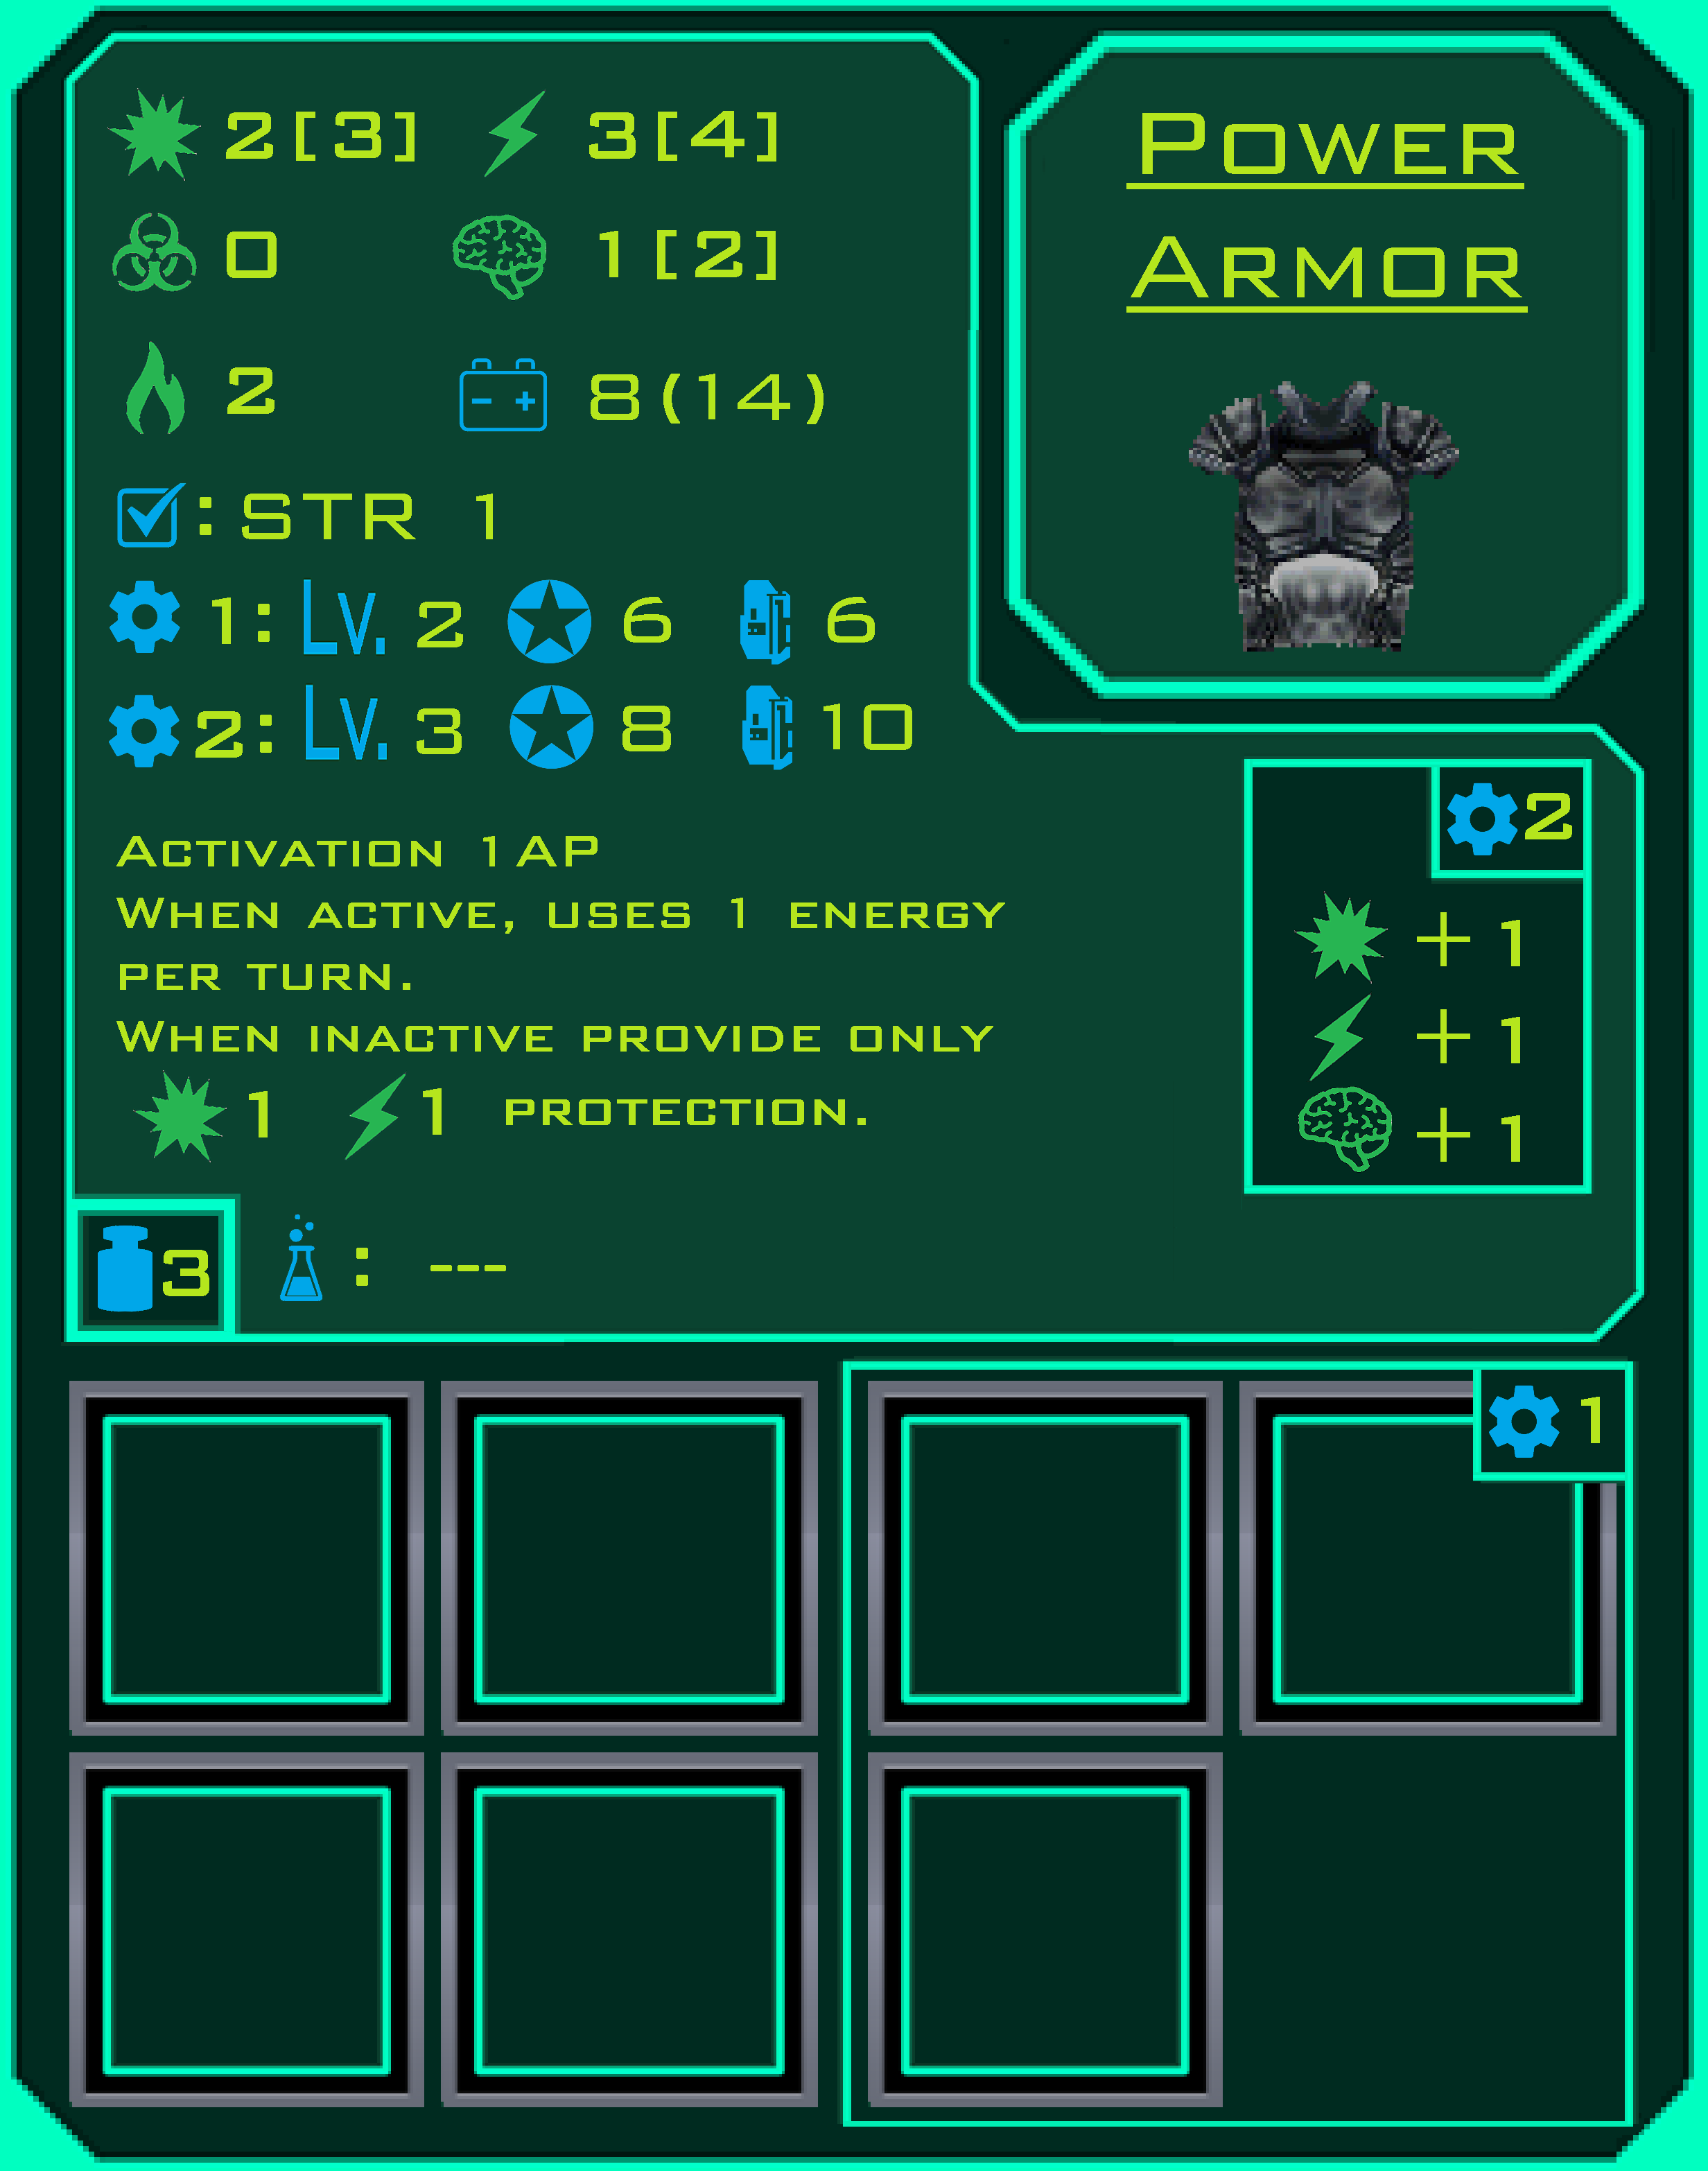 Power
Armor
2[3] 3[4]
0 1[2]
2 8(14)
: STR 1
1: Lv. 2 6 6
2: Lv. 3 8 10
Activation 1AP
When active, uses 1 energy
per turn.
When inactive provide only
1 1 protection.
2
+ 1
+ 1
+ 1
3 : ---
1